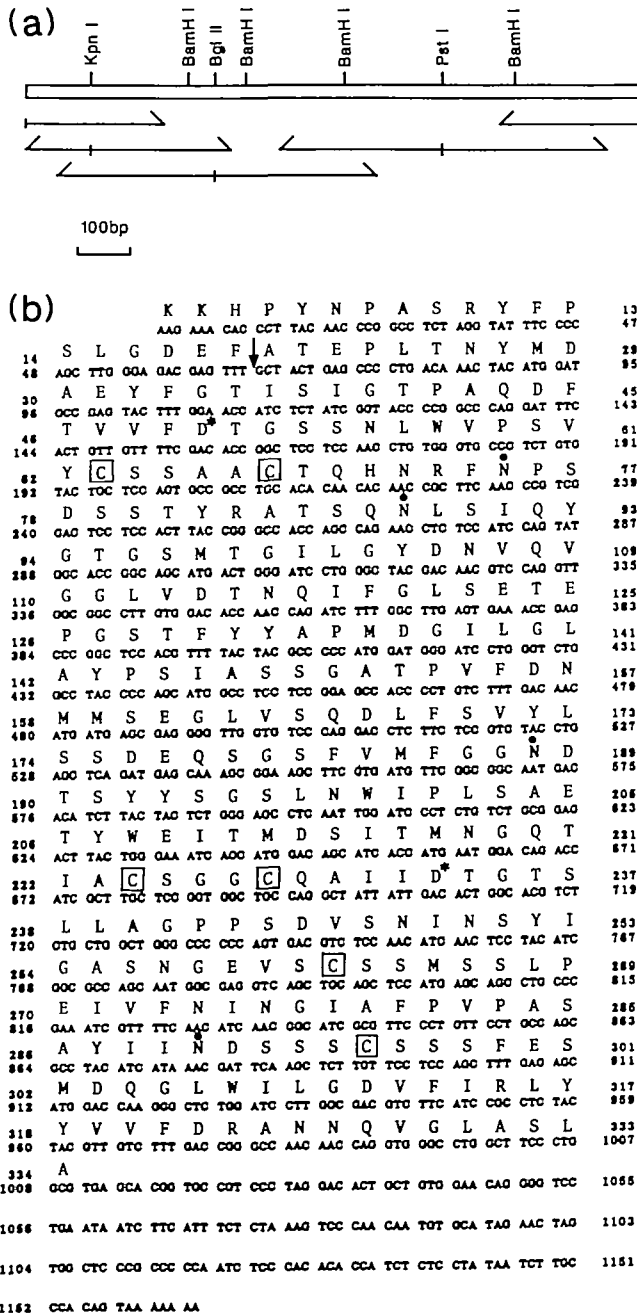 (a)
Kpn I BamH I Bgl II BamH I BamH I Pst I BamH I
100bp
(b)
K K H P Y N P A S R Y F P 13
AAG AAA CAC CCT TAC AAC CCG GCC TCT AGG TAT TTC CCC 47
14 S L G D E F A T E P L T N Y M D 29
48 AGC TTG GGA GAC GAG TTT GCT ACT GAG CCC CTG ACA AAC TAC ATG GAT 95
30 A E Y F G T I S I G T P A Q D F 45
96 GCC GAG TAC TTT GGA ACC ATC TCT ATC GGT ACC CCG GCC CAG GAT TTC 143
46 T V V F D* T G S S N L W V P S V 61
144 ACT GTT GTT TTC GAC ACC GGC TCC TCC AAC CTG TGG GTG CCG TCT GTG 191
62 Y C S S A A C T Q H N R F N P S 77
192 TAC TGC TCC AGT GCC GCC TGC ACA CAA CAC AAC CGC TTC AAC CCG TCG 239
78 D S S T Y R A T S Q N L S I Q Y 93
240 GAG TCC TCC ACT TAC CGG GCC ACC AGC CAG AAC CTC TCC ATC CAG TAT 287
94 G T G S M T G I L G Y D N V Q V 109
288 GGC ACC GGC AGC ATG ACT GGG ATC CTG GGC TAC GAC AAC GTC CAG GTT 335
110 G G L V D T N Q I F G L S E T E 125
336 GGC GGC CTT GTG GAC ACC AAC CAG ATC TTT GGC TTG AGT GAA ACC GAG 383
126 P G S T F Y Y A P M D G I L G L 141
384 CCC GGC TCC ACC TTT TAC TAC GCC CCC ATG GAT GGG ATC CTG GGT CTG 431
142 A Y P S I A S S G A T P V F D N 157
432 GCC TAC CCC AGC ATG GCC TCC TCC GGA GCC ACC CCT GTC TTT GAC AAC 479
158 M M S E G L V S Q D L F S V Y L 173
480 ATG ATG AGC GAG GGG TTG GTG TCC CAG GAC CTC TTC TCC GTG TAC CTG 527
174 S S D E Q S G S F V M F G G N D 189
528 AGC TCA GAT GAG CAA AGC GGA AGC TTC GTG ATG TTC GGC GGC AAT GAC 575
190 T S Y Y S G S L N W I P L S A E 205
576 ACA TCT TAC TAC TCT GGG AGC CTC AAT TGG ATC CCT CTG TCT GCG GAG 623
206 T Y W E I T M D S I T M N G Q T 221
624 ACT TAC TGG GAA ATC ACC ATG GAC AGC ATC ACC ATG AAT GGA CAG ACC 671
222 I A C S G G C Q A I I D* T G T S 237
672 ATC GCT TGC TCC GGT GGC TGC CAG GCT ATT ATT GAC ACT GGC ACG TCT 719
238 L L A G P P S D V S N I N S Y I 253
720 GTG CTG GCT GGG CCC CCC AGT GAC GTC TCC AAC ATC AAC TCC TAC ATC 767
254 G A S N G E V S C S S M S S L P 269
768 GGC GCC AGC AAT GGC GAG GTC AGC TGC AGC TCC ATG AGC AGC CTG CCC 815
270 E I V F N I N G I A F P V P A S 285
816 GAA ATC GTT TTC AAC ATC AAC GGC ATC GCG TTC CCT GTT CCT GCC AGC 863
286 A Y I I N D S S S C S S S F E S 301
864 GCC TAC ATC ATA AAC GAT TCA AGC TCT TGT TCC TCC AGC TTT GAG AGC 911
302 M D Q G L W I L G D V F I R L Y 317
912 ATG GAC CAA GGG CTC TGG ATC CTT GGC GAC GTC TTC ATC CGC CTC TAC 959
318 Y V V F D R A N N Q V G L A S L 333
960 TAC GTT GTC TTT GAC CGG GCC AAC AAC CAG GTG GGC CTG GCT TCC CTG 1007
334 A
1008 GCG TGA GCA CGG TGC CGT CCC TAG GAC ACT GCT GTG GAA CAG GGG TCC 1055
1056 TGA ATA ATC TTC ATT TCT CTA AAG TCC CAA CAA TGT GCA TAG AAC TAG 1103
1104 TGG CTC CCG CCC CCA ATC TCC CAC ACA CCA TCT CTC CTA TAA TCT TGC 1151
1152 CCA CAG TAA AAA AA